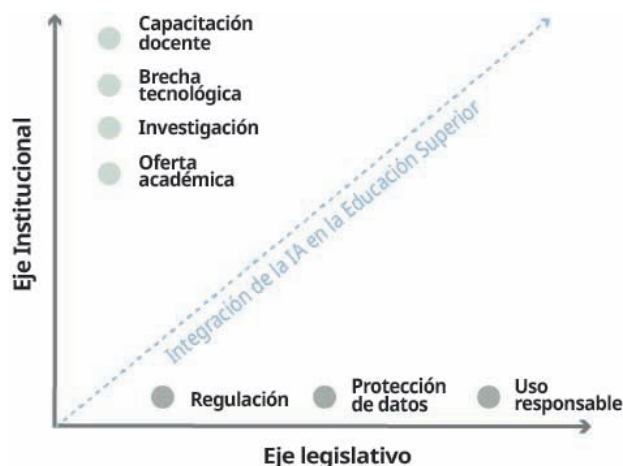 Capacitación
docente
Brecha
tecnológica
Investigación
Oferta
académica
Eje Institucional
Integración de la IA en la Educación Superior
Regulación
Protección
de datos
Uso
responsable
Eje legislativo